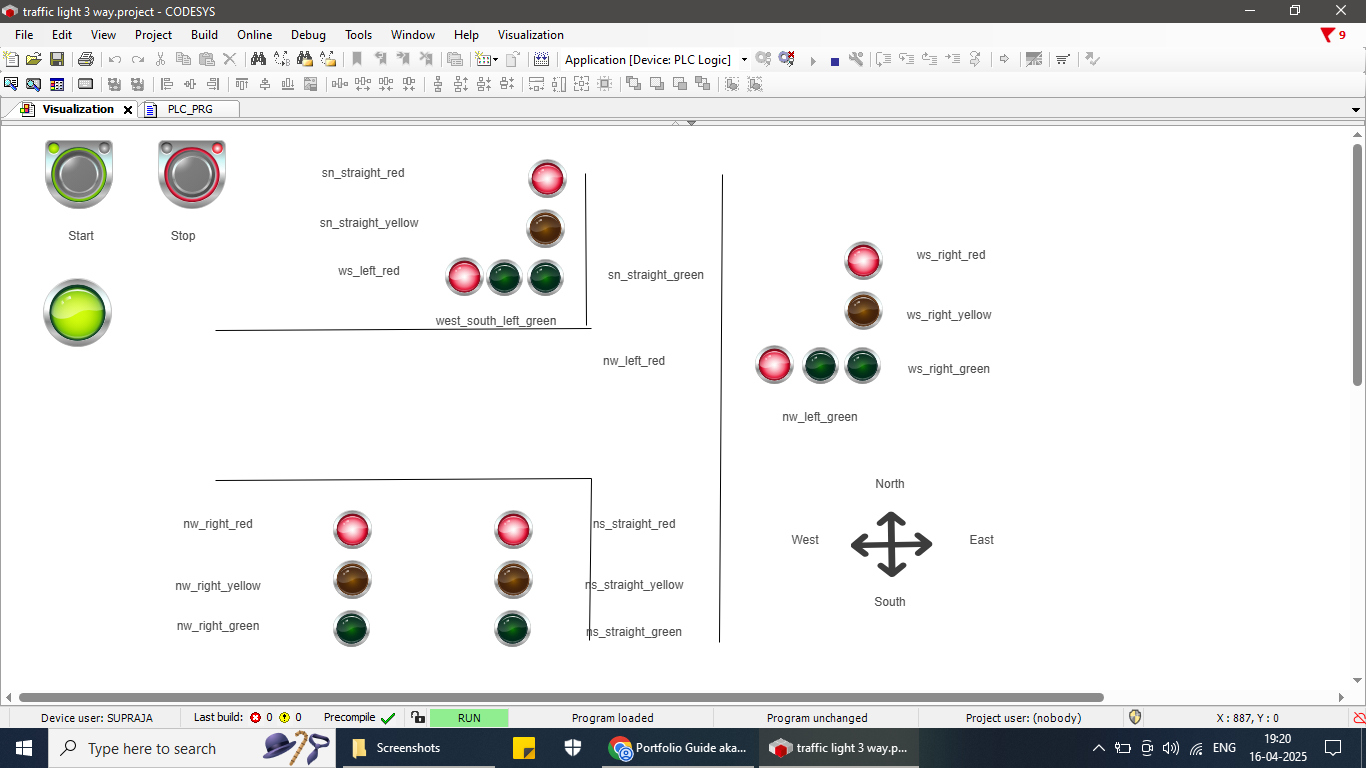 traffic light 3 way.project - CODESYS
File Edit View Project Build Online Debug Tools Window Help Visualization
9
Application [Device: PLC Logic]
Visualization PLC_PRG
Start
Stop
sn_straight_red
sn_straight_yellow
ws_left_red
west_south_left_green
sn_straight_green
nw_left_red
ws_right_red
ws_right_yellow
ws_right_green
nw_left_green
North
West East
South
nw_right_red
nw_right_yellow
nw_right_green
ns_straight_red
ns_straight_yellow
ns_straight_green
Device user: SUPRAJA Last build: 0 0 Precompile RUN Program loaded Program unchanged Project user: (nobody) X : 887, Y : 0
Type here to search Screenshots Portfolio Guide aka... traffic light 3 way.p... ENG 19:20
16-04-2025